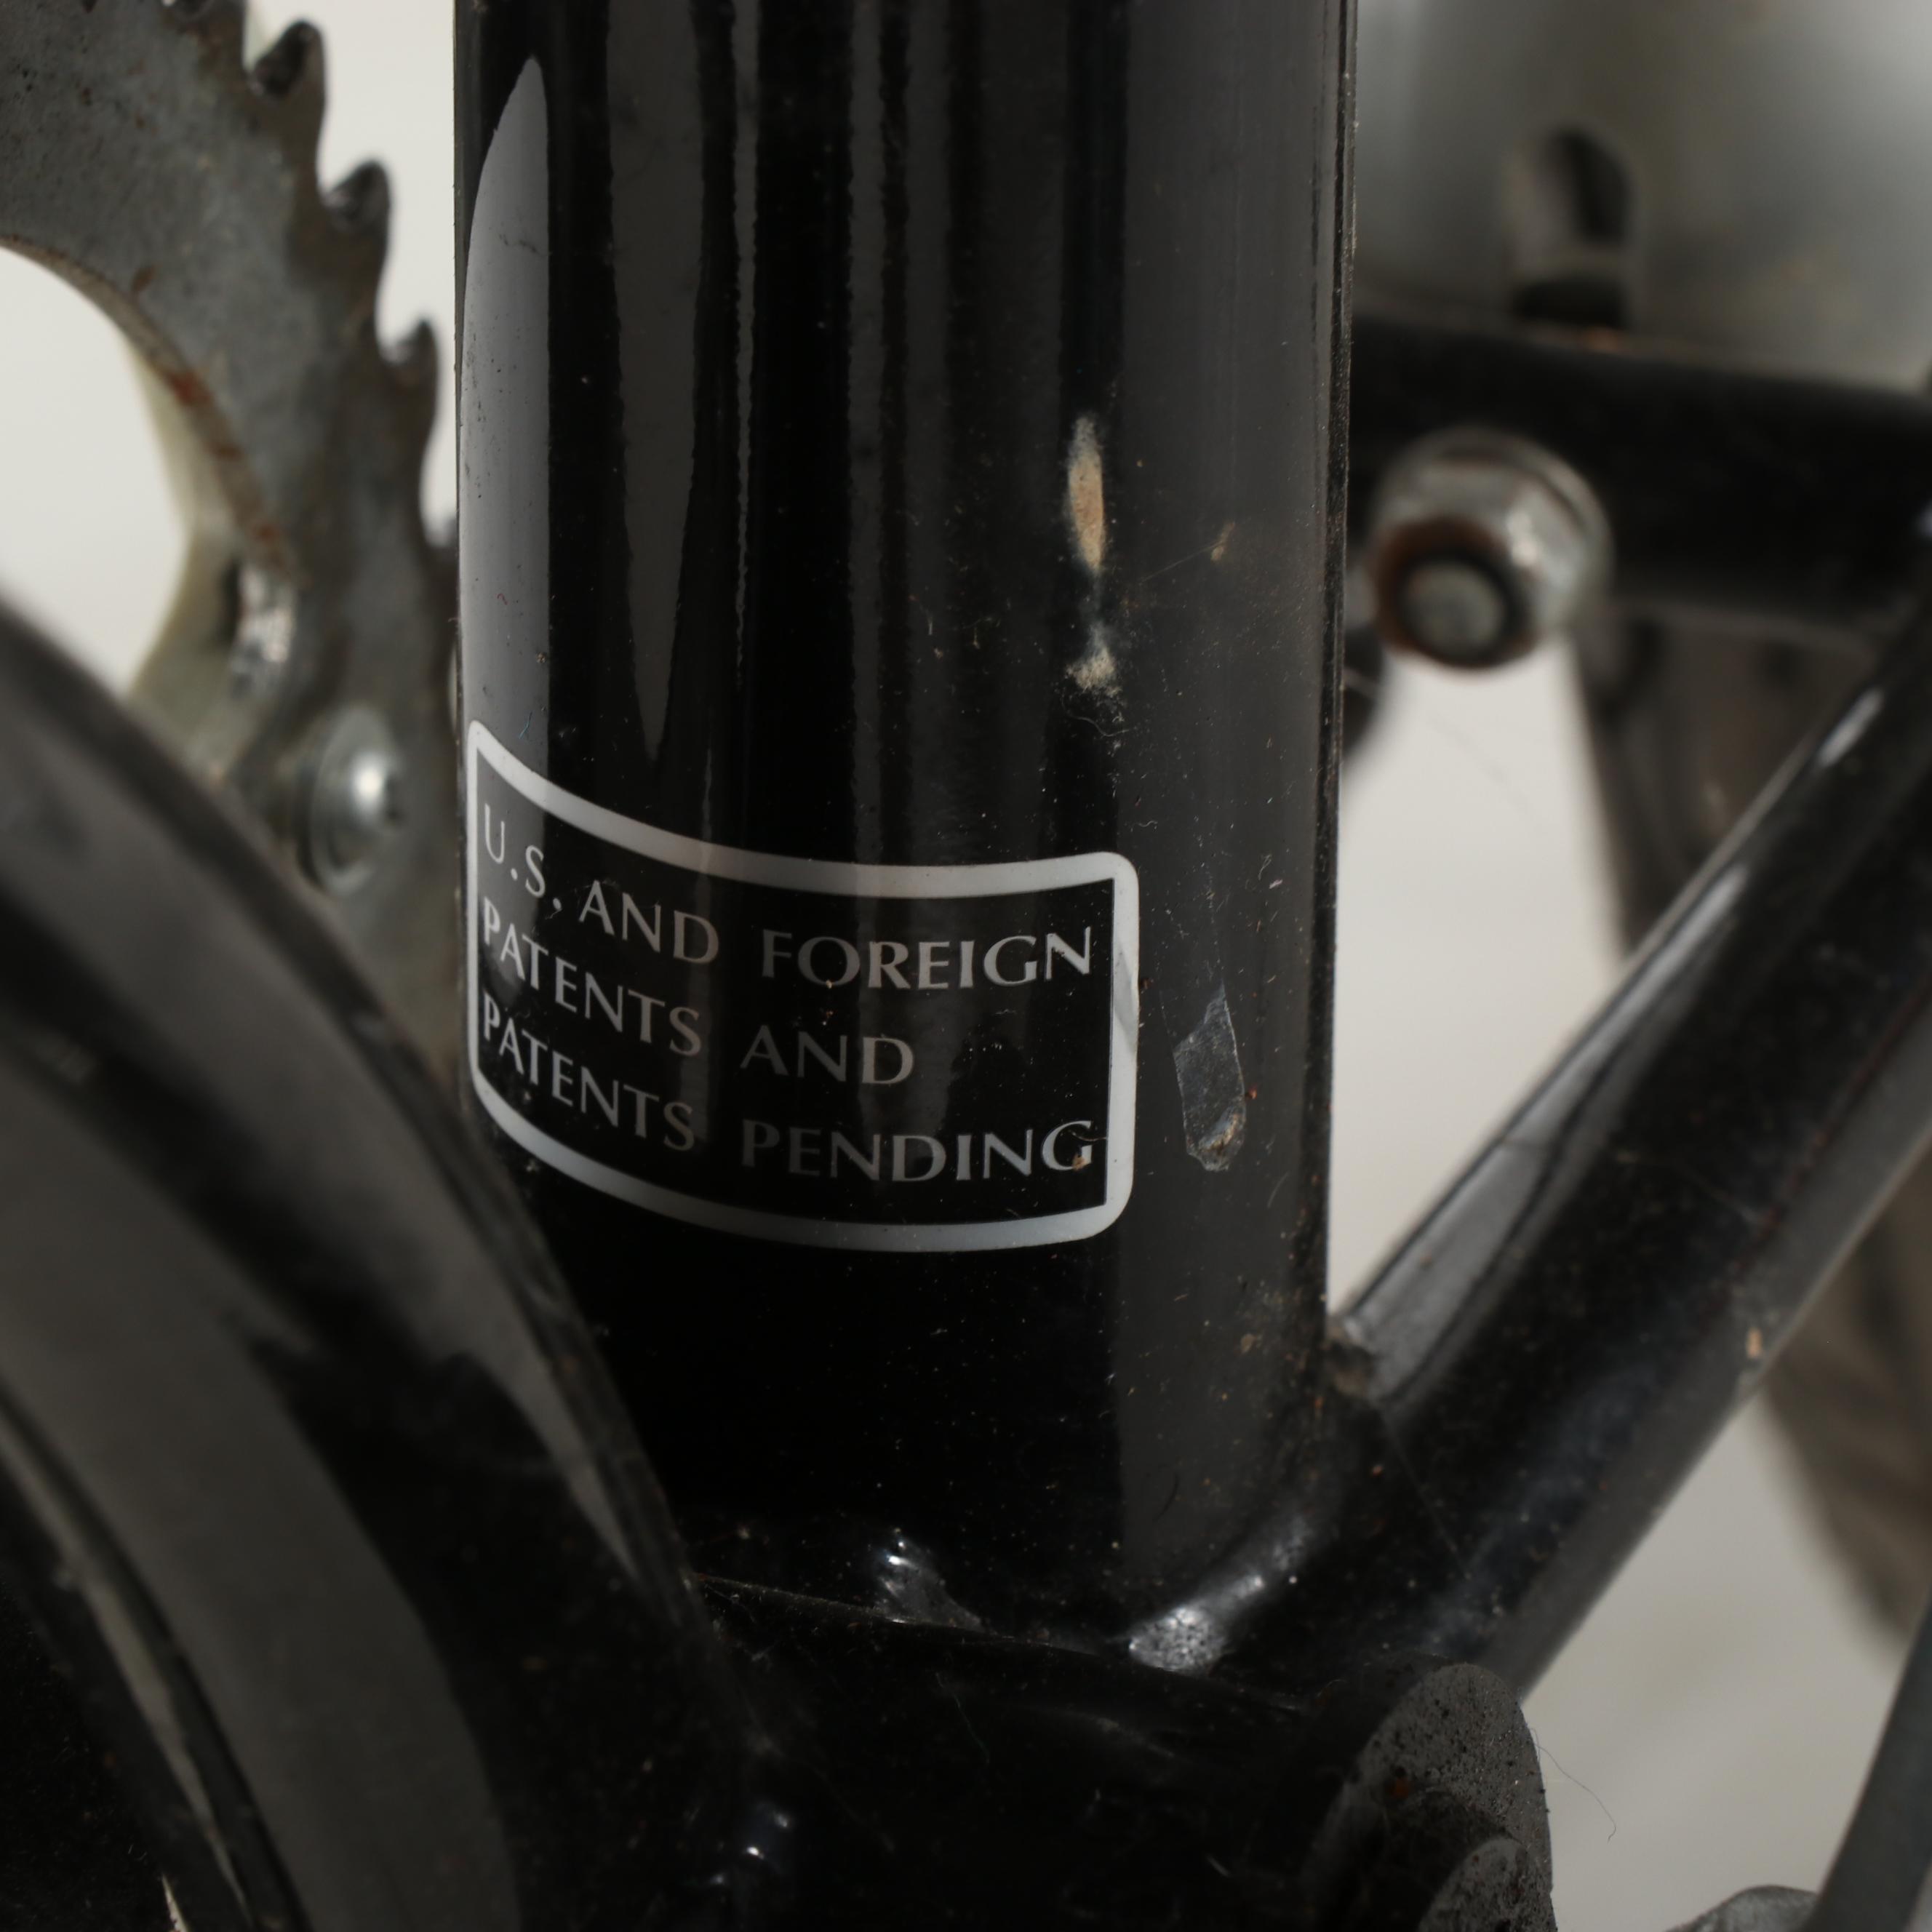 U.S. AND FOREIGN
PATENTS AND
PATENTS PENDING